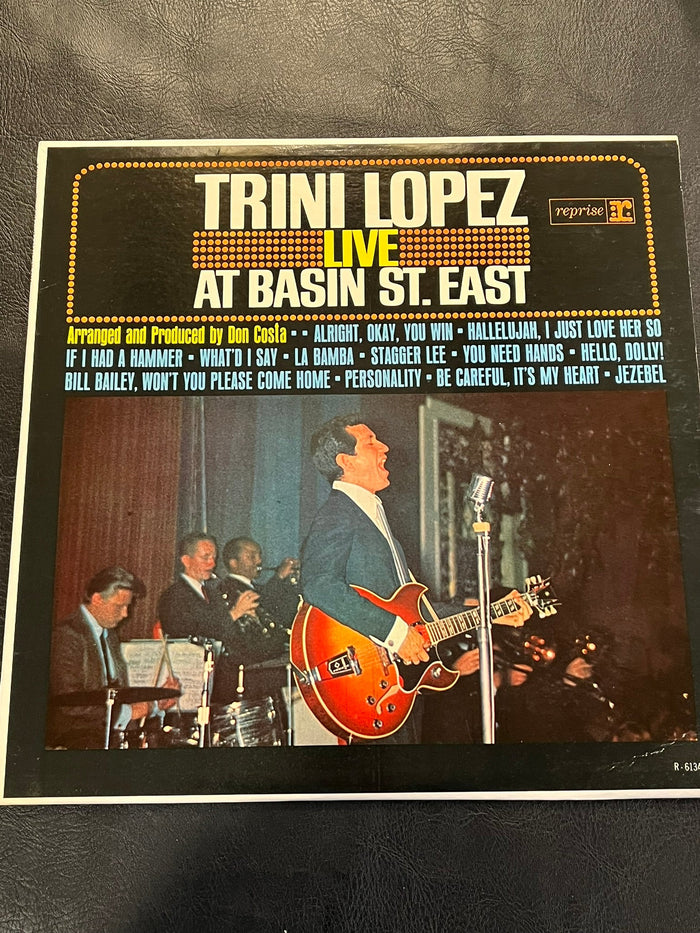 TRINI LOPEZ
reprise r:
LIVE
AT BASIN ST. EAST
Arranged and Produced by Don Costa • • ALRIGHT, OKAY, YOU WIN • HALLELUJAH, I JUST LOVE HER SO
IF I HAD A HAMMER • WHAT'D I SAY • LA BAMBA • STAGGER LEE • YOU NEED HANDS • HELLO, DOLLY!
BILL BAILEY, WON'T YOU PLEASE COME HOME • PERSONALITY • BE CAREFUL, IT'S MY HEART • JEZEBEL
R-6134